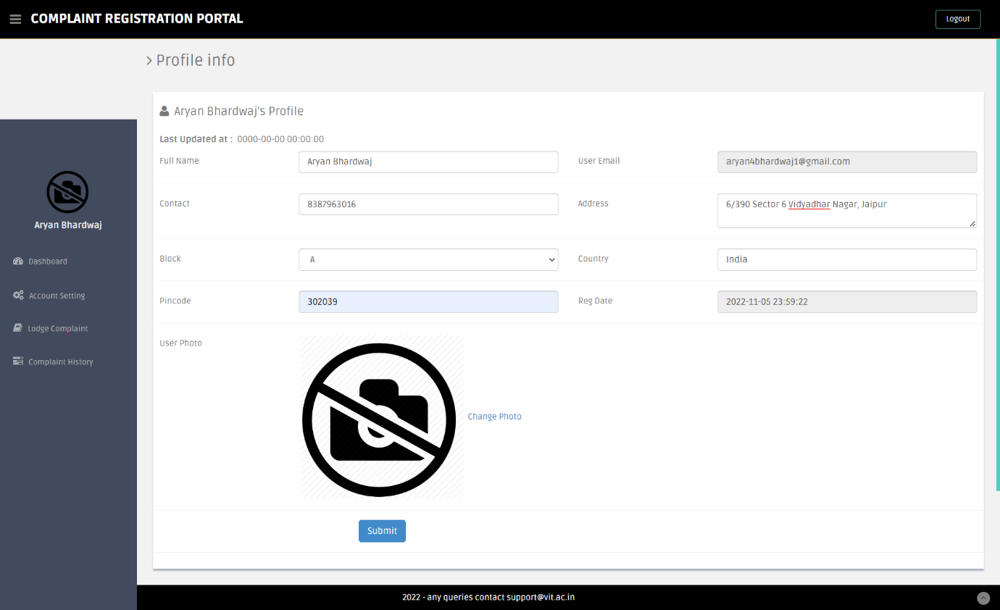 COMPLAINT REGISTRATION PORTAL
Logout
Profile info
Aryan Bhardwaj's Profile
Last Updated at : 0000-00-00 00:00:00
Full Name Aryan Bhardwaj User Email aryan4bhardwaj1@gmail.com
Contact 8387963016 Address 6/390 Sector 6 Vidyadhar Nagar, Jaipur
Block A Country India
Pincode 302039 Reg Date 2022-11-05 23:59:22
User Photo
Change Photo
Submit
Aryan Bhardwaj
Dashboard
Account Setting
Lodge Complaint
Complaint History
2022 - any queries contact support@vit.ac.in